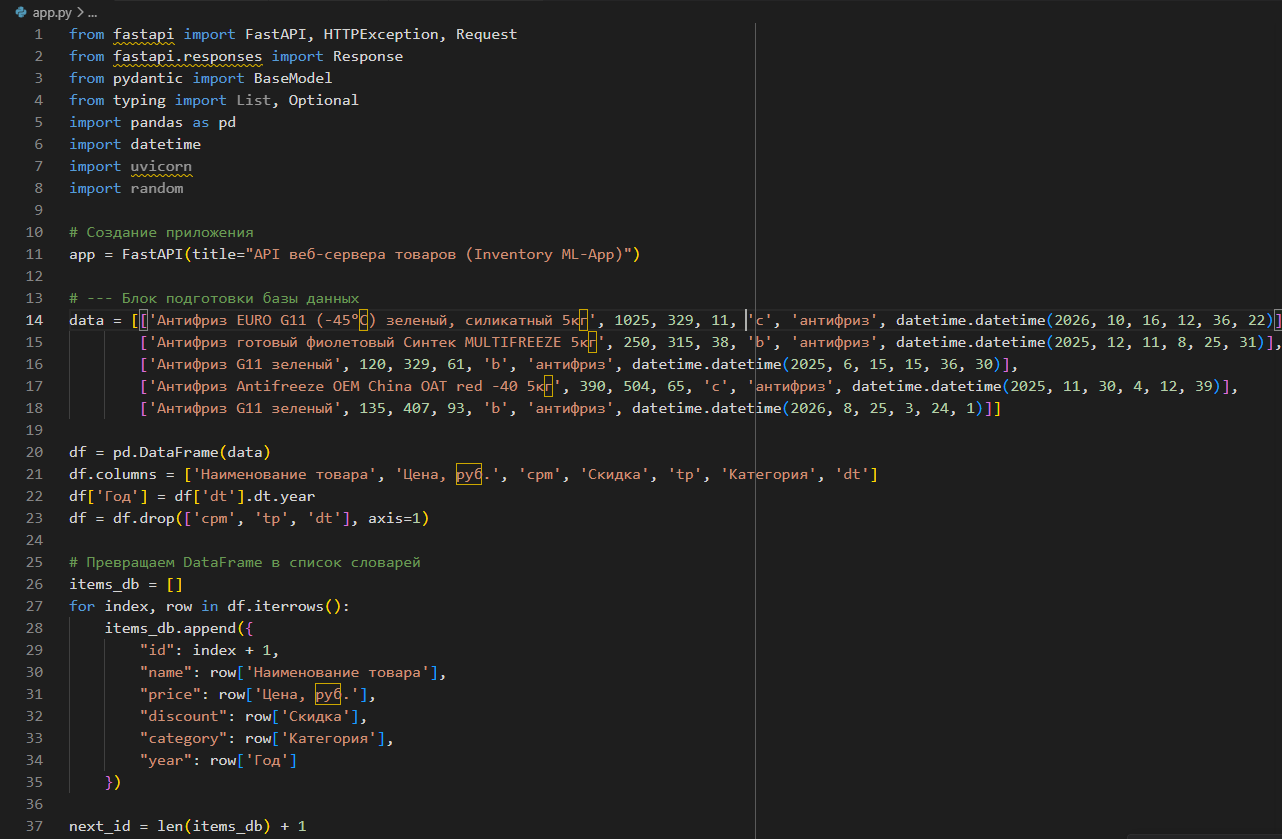 app.py > ...
1 from fastapi import FastAPI, HTTPException, Request
2 from fastapi.responses import Response
3 from pydantic import BaseModel
4 from typing import List, Optional
5 import pandas as pd
6 import datetime
7 import uvicorn
8 import random
9
10 # Создание приложения
11 app = FastAPI(title="API веб-сервера товаров (Inventory ML-App)")
12
13 # --- Блок подготовки базы данных
14 data = [['Антифриз EURO G11 (-45°С) зеленый, силикатный 5кг', 1025, 329, 11, 'c', 'антифриз', datetime.datetime(2026, 10, 16, 12, 36, 22)]
15 ['Антифриз готовый фиолетовый Синтек MULTIFREEZE 5кг', 250, 315, 38, 'b', 'антифриз', datetime.datetime(2025, 12, 11, 8, 25, 31)],
16 ['Антифриз G11 зеленый', 120, 329, 61, 'b', 'антифриз', datetime.datetime(2025, 6, 15, 15, 36, 30)],
17 ['Антифриз Antifreeze OEM China OAT red -40 5кг', 390, 504, 65, 'c', 'антифриз', datetime.datetime(2025, 11, 30, 4, 12, 39)],
18 ['Антифриз G11 зеленый', 135, 407, 93, 'b', 'антифриз', datetime.datetime(2026, 8, 25, 3, 24, 1)]]
19
20 df = pd.DataFrame(data)
21 df.columns = ['Наименование товара', 'Цена, руб.', 'cpm', 'Скидка', 'tp', 'Категория', 'dt']
22 df['Год'] = df['dt'].dt.year
23 df = df.drop(['cpm', 'tp', 'dt'], axis=1)
24
25 # Превращаем DataFrame в список словарей
26 items_db = []
27 for index, row in df.iterrows():
28 items_db.append({
29 "id": index + 1,
30 "name": row['Наименование товара'],
31 "price": row['Цена, руб.'],
32 "discount": row['Скидка'],
33 "category": row['Категория'],
34 "year": row['Год']
35 })
36
37 next_id = len(items_db) + 1